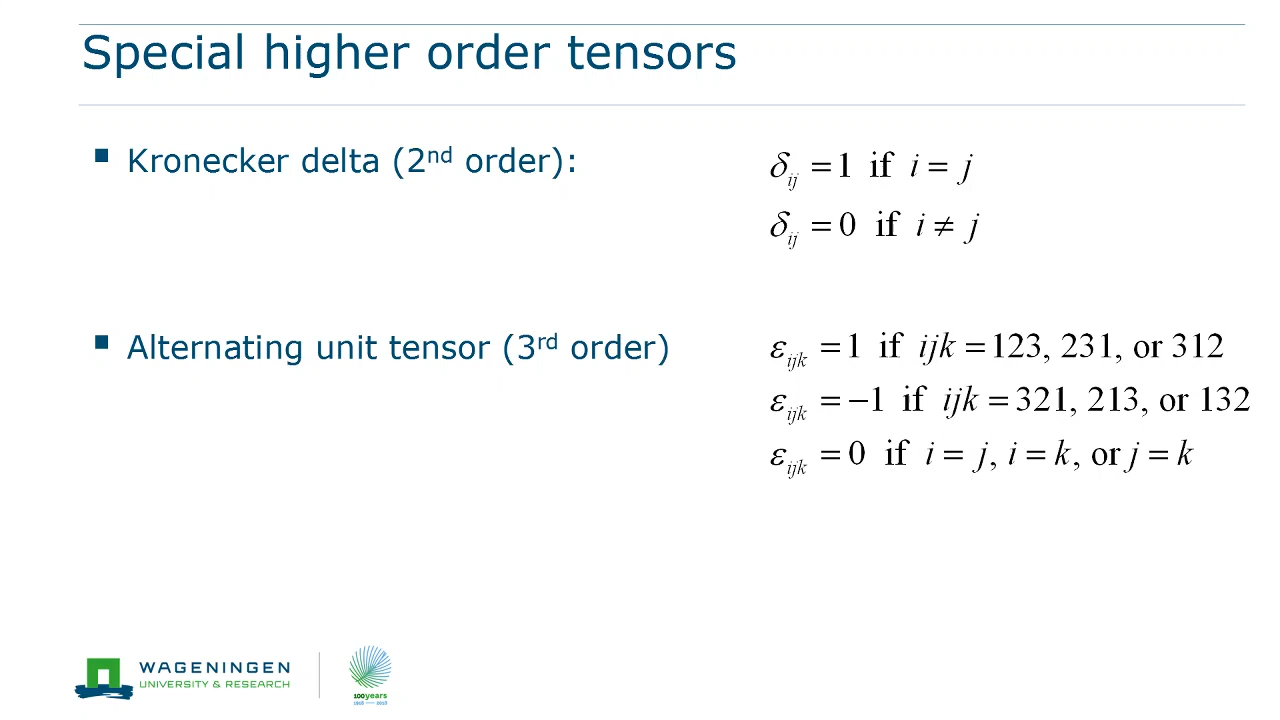 Special higher order tensors
▪ Kronecker delta (2nd order):
δij = 1 if i = j
δij = 0 if i ≠ j
▪ Alternating unit tensor (3rd order)
εijk = 1 if ijk = 123, 231, or 312
εijk = −1 if ijk = 321, 213, or 132
εijk = 0 if i = j, i = k, or j = k
WAGENINGEN
UNIVERSITY & RESEARCH
100years
1918 — 2018